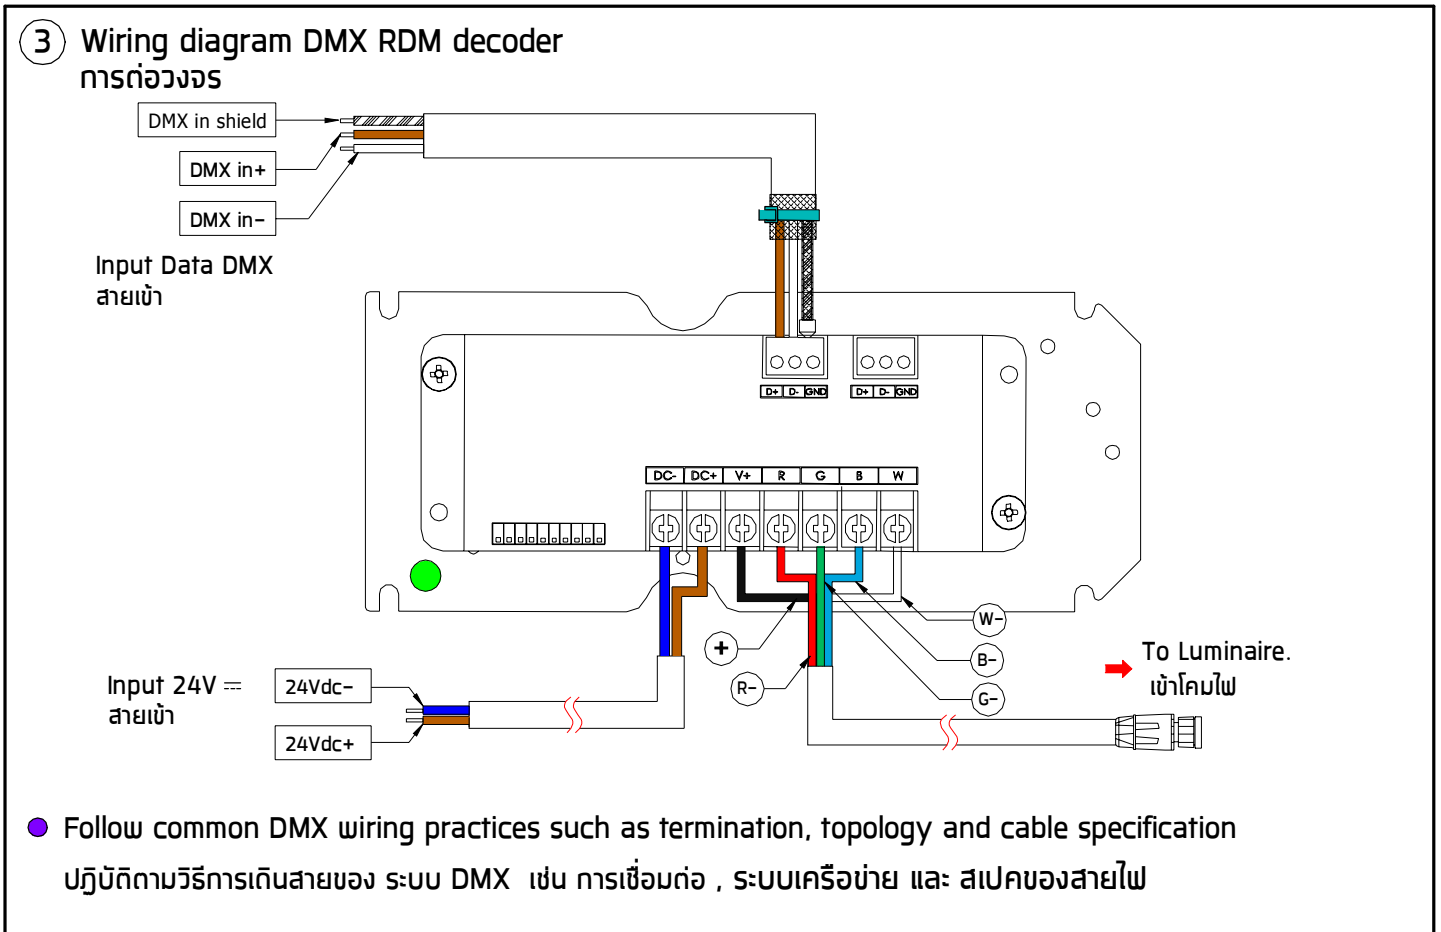 3 Wiring diagram DMX RDM decoder
การต่อวงจร
DMX in shield
DMX in+
DMX in-
Input Data DMX
สายเข้า
D+ D- GND D+ D- GND
DC- DC+ V+ R G B W
W-
+
B-
R-
G-
To Luminaire.
เข้าโคมไฟ
Input 24V ⎓
สายเข้า
24Vdc-
24Vdc+
Follow common DMX wiring practices such as termination, topology and cable specification
ปฏิบัติตามวิธีการเดินสายของ ระบบ DMX เช่น การเชื่อมต่อ , ระบบเครือข่าย และ สเปคของสายไฟ